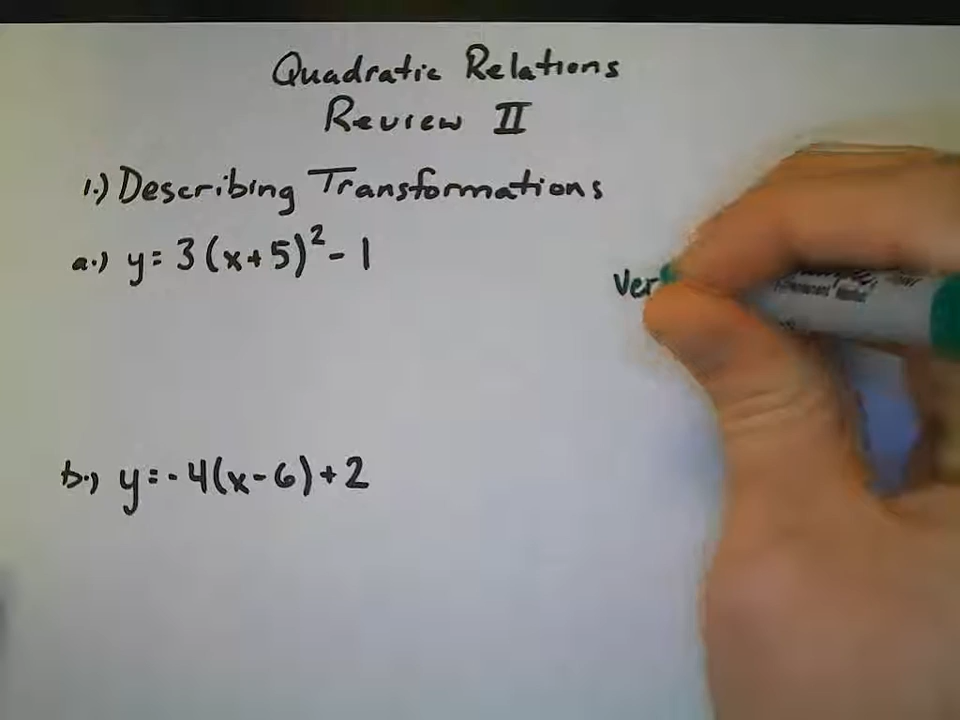 Quadratic Relations
Review II
1.) Describing Transformations
a.) y = 3(x+5)² - 1
Ver
b.) y = -4(x-6) + 2